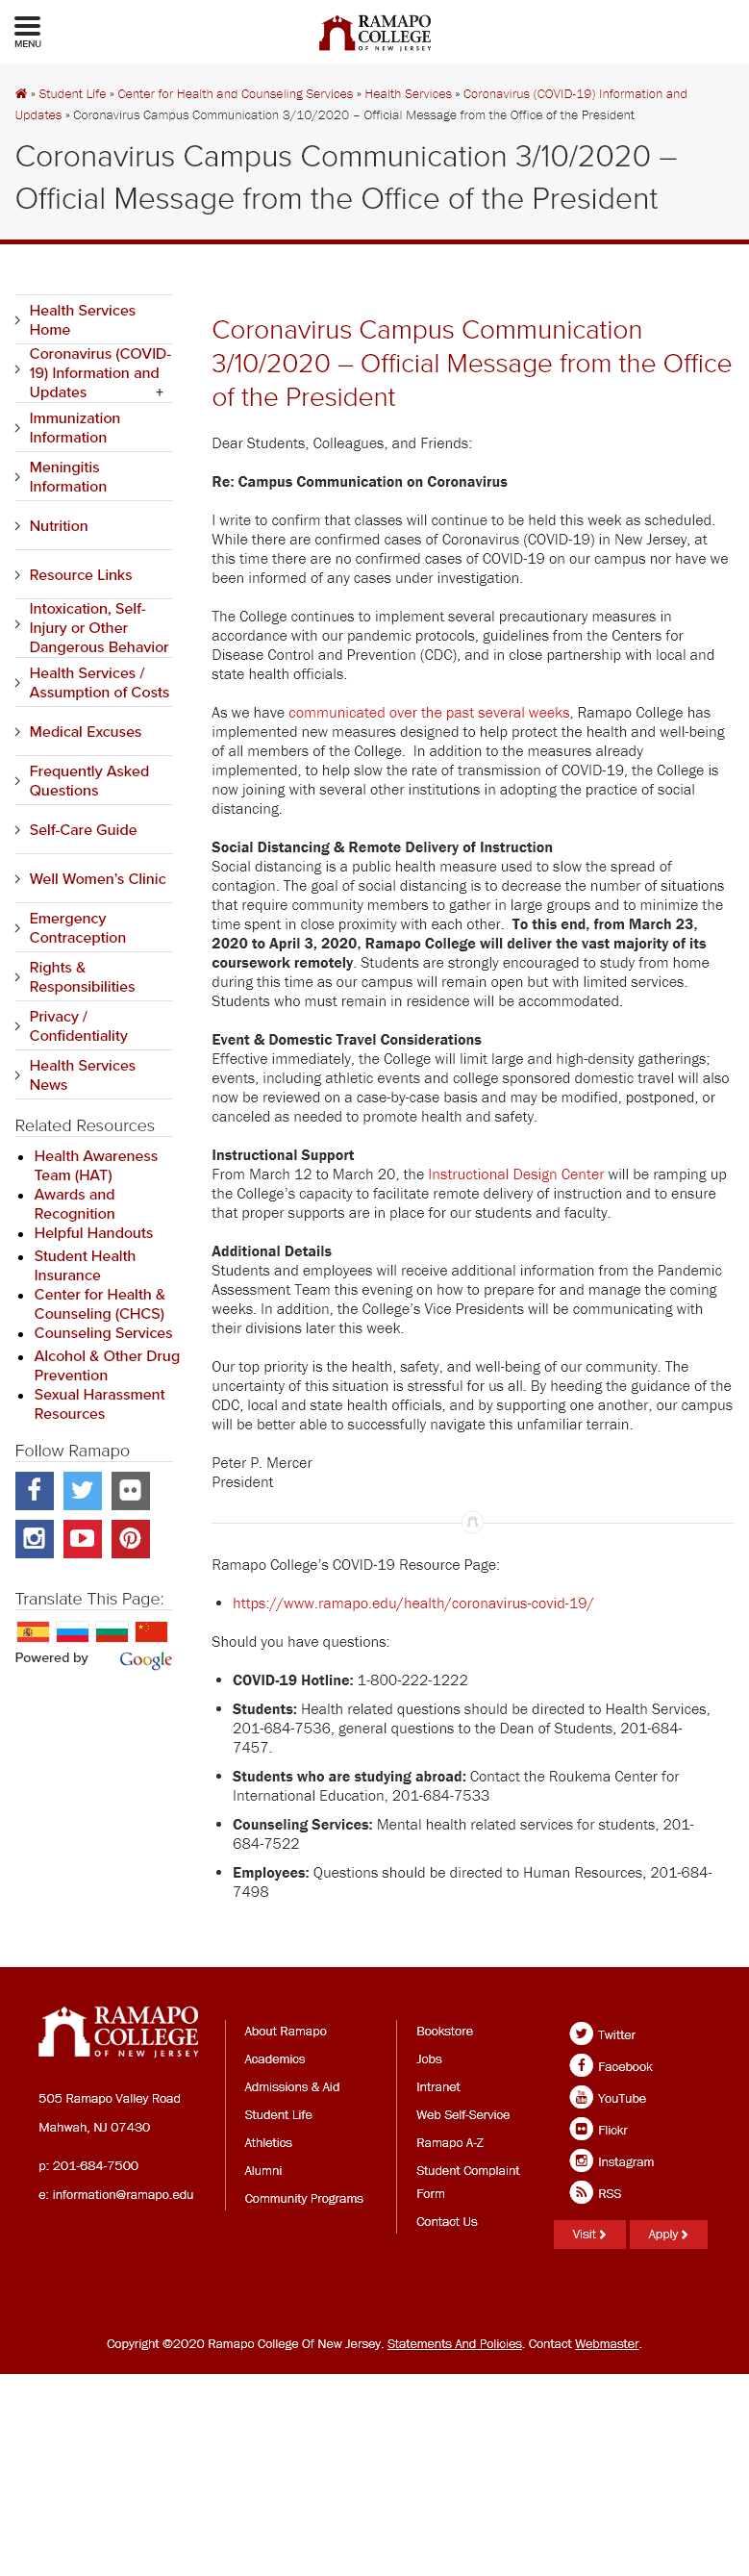 MENU
RAMAPO
COLLEGE
OF NEW JERSEY
» Student Life » Center for Health and Counseling Services » Health Services » Coronavirus (COVID-19) Information and
Updates » Coronavirus Campus Communication 3/10/2020 – Official Message from the Office of the President
Coronavirus Campus Communication 3/10/2020 –
Official Message from the Office of the President
Health Services
Home
Coronavirus (COVID-
19) Information and
Updates +
Immunization
Information
Meningitis
Information
Nutrition
Resource Links
Intoxication, Self-
Injury or Other
Dangerous Behavior
Health Services /
Assumption of Costs
Medical Excuses
Frequently Asked
Questions
Self-Care Guide
Well Women's Clinic
Emergency
Contraception
Rights &
Responsibilities
Privacy /
Confidentiality
Health Services
News
Related Resources
Health Awareness
Team (HAT)
Awards and
Recognition
Helpful Handouts
Student Health
Insurance
Center for Health &
Counseling (CHCS)
Counseling Services
Alcohol & Other Drug
Prevention
Sexual Harassment
Resources
Follow Ramapo
Translate This Page:
Powered by Google
Coronavirus Campus Communication
3/10/2020 – Official Message from the Office
of the President
Dear Students, Colleagues, and Friends:
Re: Campus Communication on Coronavirus
I write to confirm that classes will continue to be held this week as scheduled.
While there are confirmed cases of Coronavirus (COVID-19) in New Jersey, at
this time there are no confirmed cases of COVID-19 on our campus nor have we
been informed of any cases under investigation.
The College continues to implement several precautionary measures in
accordance with our pandemic protocols, guidelines from the Centers for
Disease Control and Prevention (CDC), and in close partnership with local and
state health officials.
As we have communicated over the past several weeks, Ramapo College has
implemented new measures designed to help protect the health and well-being
of all members of the College.  In addition to the measures already
implemented, to help slow the rate of transmission of COVID-19, the College is
now joining with several other institutions in adopting the practice of social
distancing.
Social Distancing & Remote Delivery of Instruction
Social distancing is a public health measure used to slow the spread of
contagion. The goal of social distancing is to decrease the number of situations
that require community members to gather in large groups and to minimize the
time spent in close proximity with each other.  To this end, from March 23,
2020 to April 3, 2020, Ramapo College will deliver the vast majority of its
coursework remotely. Students are strongly encouraged to study from home
during this time as our campus will remain open but with limited services.
Students who must remain in residence will be accommodated.
Event & Domestic Travel Considerations
Effective immediately, the College will limit large and high-density gatherings;
events, including athletic events and college sponsored domestic travel will also
now be reviewed on a case-by-case basis and may be modified, postponed, or
canceled as needed to promote health and safety.
Instructional Support
From March 12 to March 20, the Instructional Design Center will be ramping up
the College's capacity to facilitate remote delivery of instruction and to ensure
that proper supports are in place for our students and faculty.
Additional Details
Students and employees will receive additional information from the Pandemic
Assessment Team this evening on how to prepare for and manage the coming
weeks. In addition, the College's Vice Presidents will be communicating with
their divisions later this week.
Our top priority is the health, safety, and well-being of our community. The
uncertainty of this situation is stressful for us all. By heeding the guidance of the
CDC, local and state health officials, and by supporting one another, our campus
will be better able to successfully navigate this unfamiliar terrain.
Peter P. Mercer
President
Ramapo College's COVID-19 Resource Page:
https://www.ramapo.edu/health/coronavirus-covid-19/
Should you have questions:
COVID-19 Hotline: 1-800-222-1222
Students: Health related questions should be directed to Health Services,
201-684-7536, general questions to the Dean of Students, 201-684-
7457.
Students who are studying abroad: Contact the Roukema Center for
International Education, 201-684-7533
Counseling Services: Mental health related services for students, 201-
684-7522
Employees: Questions should be directed to Human Resources, 201-684-
7498
RAMAPO
COLLEGE
OF NEW JERSEY
505 Ramapo Valley Road
Mahwah, NJ 07430
p: 201-684-7500
e: information@ramapo.edu
About Ramapo
Academics
Admissions & Aid
Student Life
Athletics
Alumni
Community Programs
Bookstore
Jobs
Intranet
Web Self-Service
Ramapo A-Z
Student Complaint
Form
Contact Us
Twitter
Facebook
YouTube
Flickr
Instagram
RSS
Visit
Apply
Copyright ©2020 Ramapo College Of New Jersey. Statements And Policies. Contact Webmaster.